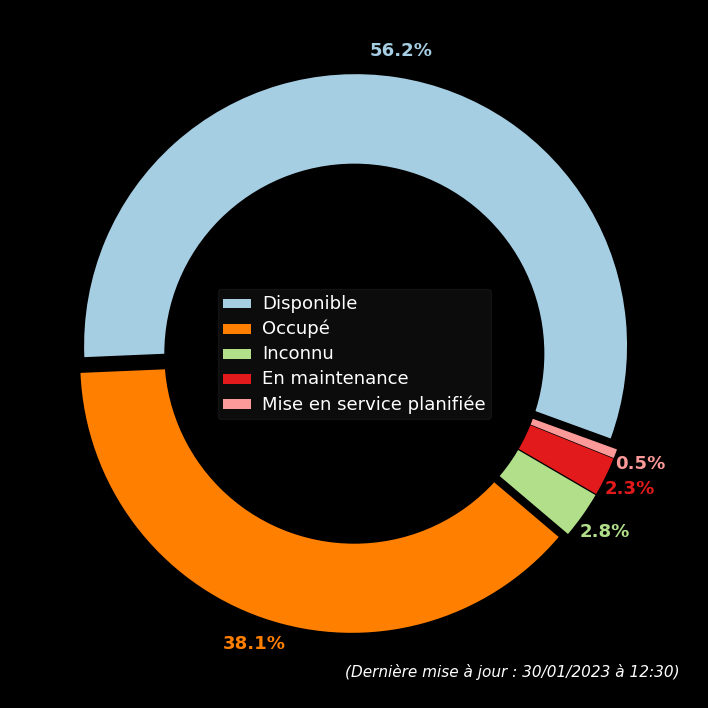 56.2%
Disponible
Occupé
Inconnu
En maintenance
Mise en service planifiée
0.5%
2.3%
2.8%
38.1%
(Dernière mise à jour : 30/01/2023 à 12:30)